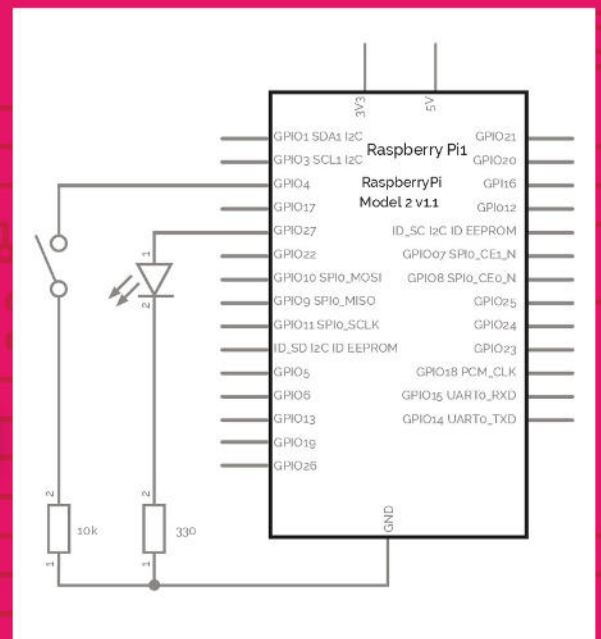 3V3
5V
GPIO1 SDA1 I2C
GPIO3 SCL1 I2C
GPIO4
GPIO17
GPIO27
GPIO22
GPIO10 SPI0_MOSI
GPIO9 SPI0_MISO
GPIO11 SPI0_SCLK
ID_SD I2C ID EEPROM
GPIO5
GPIO6
GPIO13
GPIO19
GPIO26
Raspberry Pi1
RaspberryPi
Model 2 v1.1
GPIO21
GPIO20
GPI16
GPIO12
ID_SC I2C ID EEPROM
GPIO07 SPI0_CE1_N
GPIO8 SPI0_CE0_N
GPIO25
GPIO24
GPIO23
GPIO18 PCM_CLK
GPIO15 UART0_RXD
GPIO14 UART0_TXD
GND
1
2
2
10k
1
2
330
1